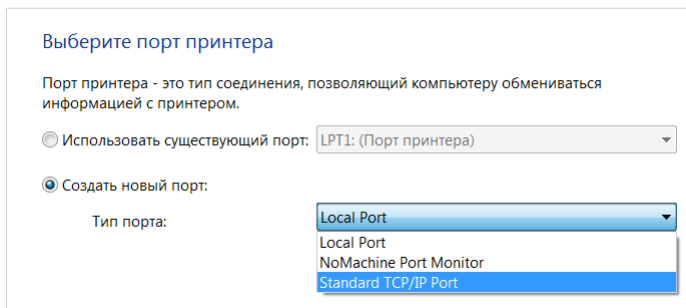 Выберите порт принтера
Порт принтера - это тип соединения, позволяющий компьютеру обмениваться
информацией с принтером.
Использовать существующий порт: LPT1: (Порт принтера)
Создать новый порт:
Тип порта: Local Port
Local Port
NoMachine Port Monitor
Standard TCP/IP Port